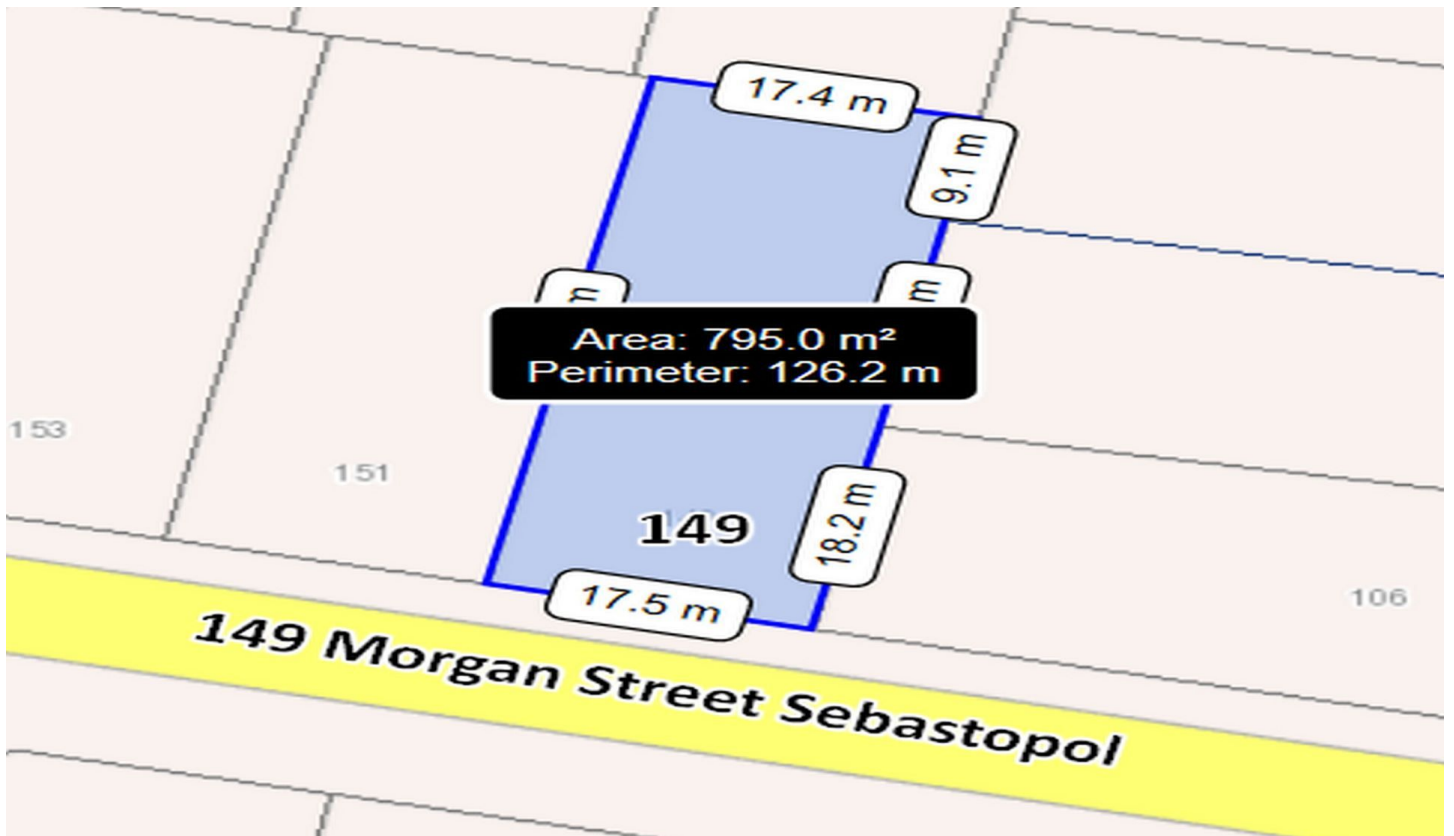 17.4 m
9.1 m
m
m
Area: 795.0 m²
Perimeter: 126.2 m
153
151
149
18.2 m
17.5 m
106
149 Morgan Street Sebastopol